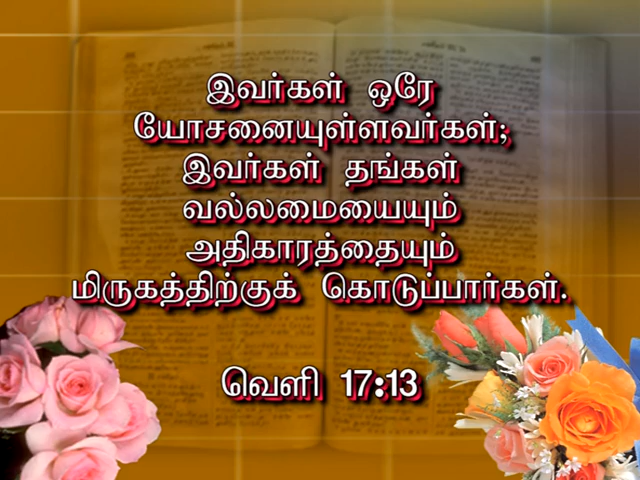 இவர்கள் ஒரே
யோசனையுள்ளவர்கள்;
இவர்கள் தங்கள்
வல்லமையையும்
அதிகாரத்தையும்
மிருகத்திற்குக் கொடுப்பார்கள்.
வெளி 17:13